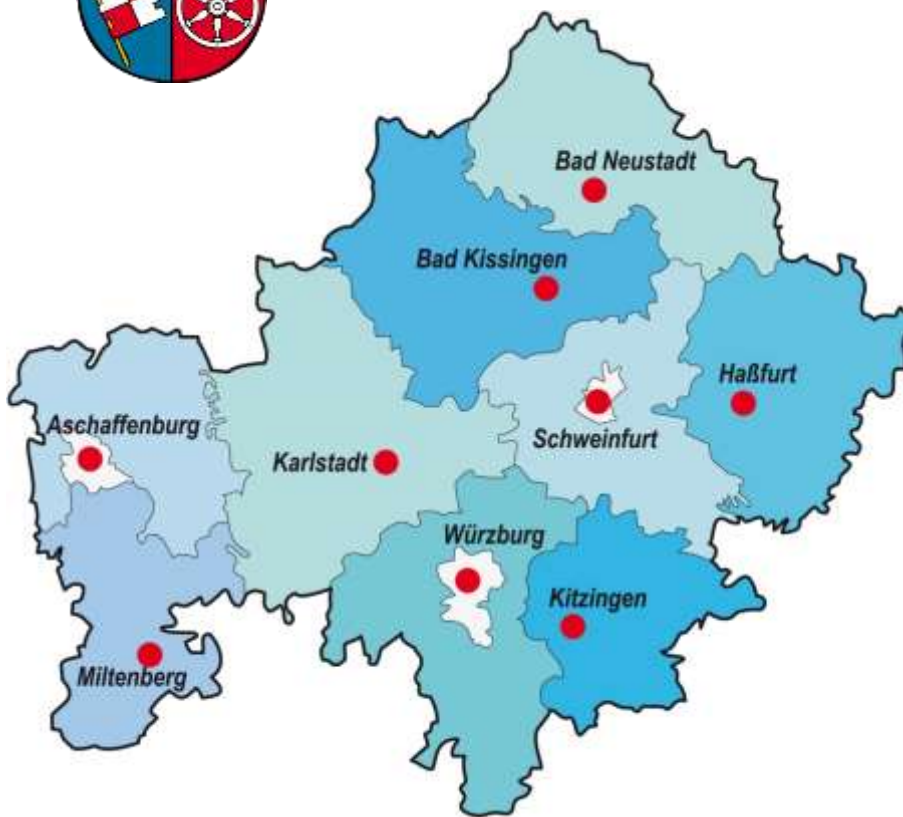 Bad Neustadt
Bad Kissingen
Haßfurt
Aschaffenburg
Schweinfurt
Karlstadt
Würzburg
Kitzingen
Miltenberg